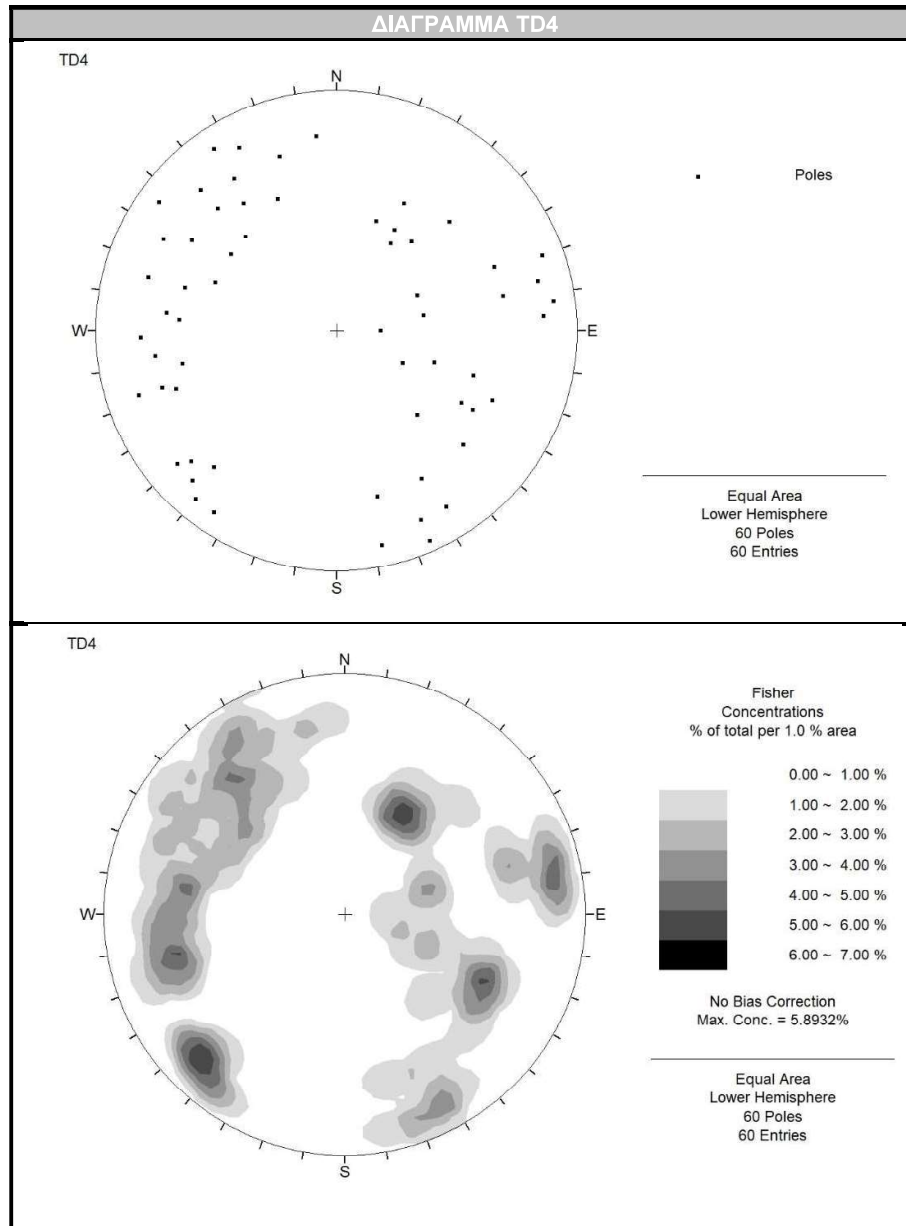 ΔΙΑΓΡΑΜΜΑ TD4
TD4
N
W
E
S
Poles
Equal Area
Lower Hemisphere
60 Poles
60 Entries
TD4
N
W
E
S
Fisher
Concentrations
% of total per 1.0 % area
0.00 ~ 1.00 %
1.00 ~ 2.00 %
2.00 ~ 3.00 %
3.00 ~ 4.00 %
4.00 ~ 5.00 %
5.00 ~ 6.00 %
6.00 ~ 7.00 %
No Bias Correction
Max. Conc. = 5.8932%
Equal Area
Lower Hemisphere
60 Poles
60 Entries